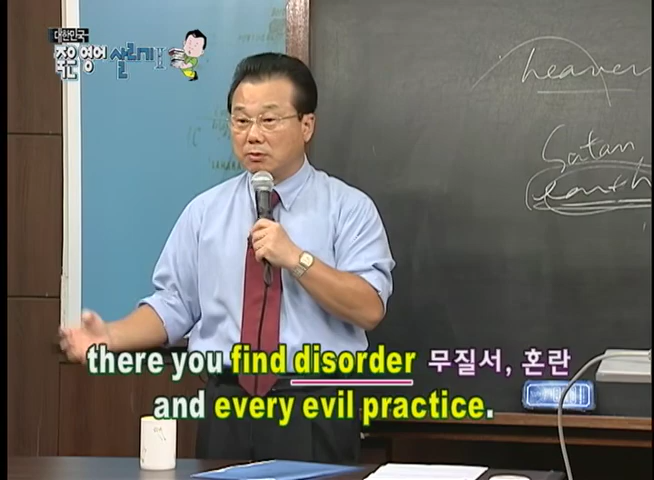 대한민국
죽은 영어 살리기 I
heaven
Satan,
earth
there you find disorder 무질서, 혼란
and every evil practice.